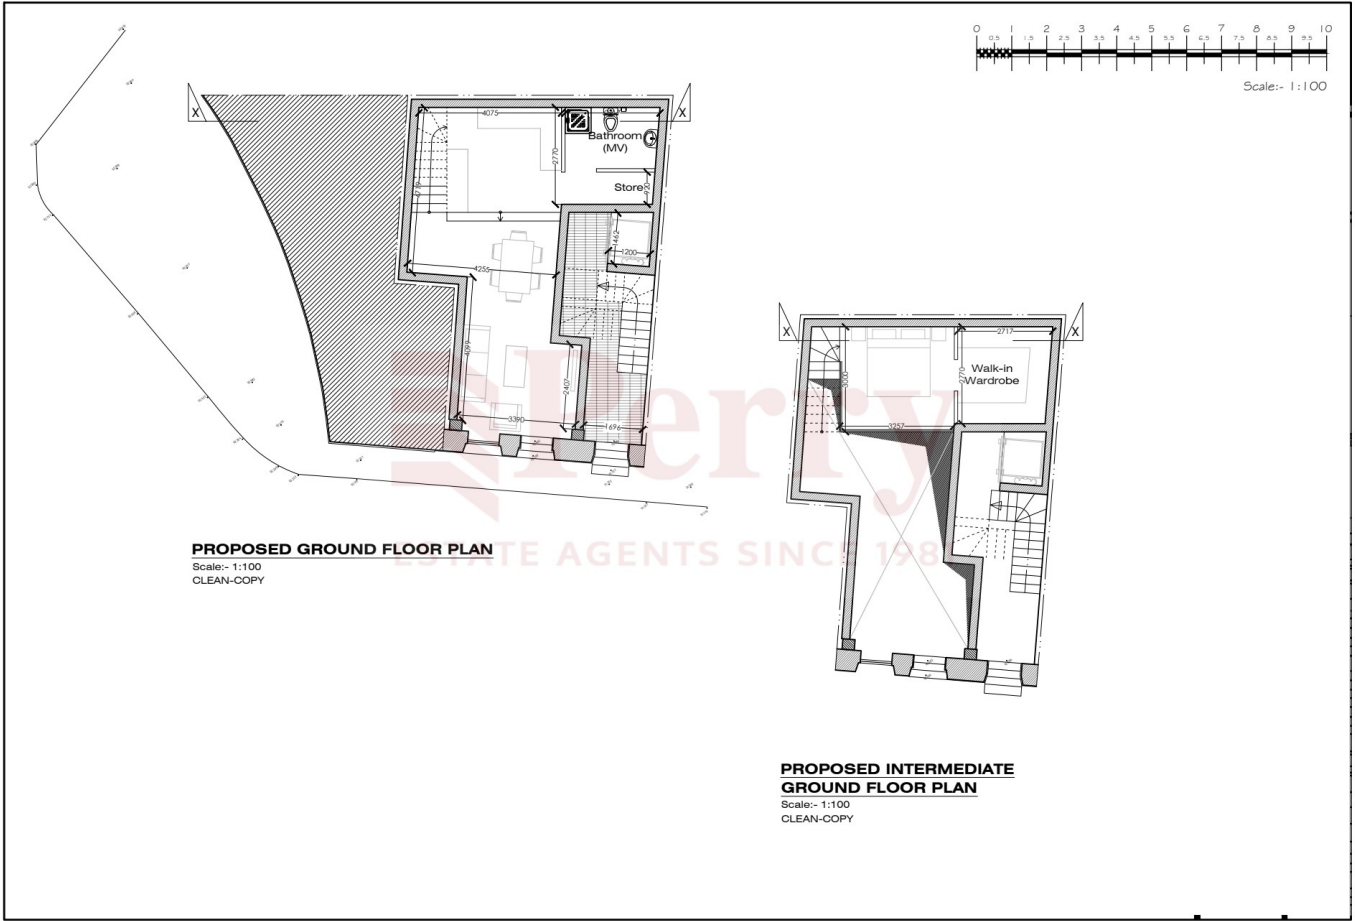 0 1 2 3 4 5 6 7 8 9 10
0.5 1.5 2.5 3.5 4.5 5.5 6.5 7.5 8.5 9.5
Scale:- 1:100
X
X
4075
Bathroom
(MV)
2770
Store
920
4719
1462
1200
4255
4099
2407
3390
1696
PROPOSED GROUND FLOOR PLAN
Scale:- 1:100
CLEAN-COPY
X
X
2717
Walk-in
Wardrobe
3000
2770
3257
Perry
ESTATE AGENTS SINCE 198
PROPOSED INTERMEDIATE
GROUND FLOOR PLAN
Scale:- 1:100
CLEAN-COPY